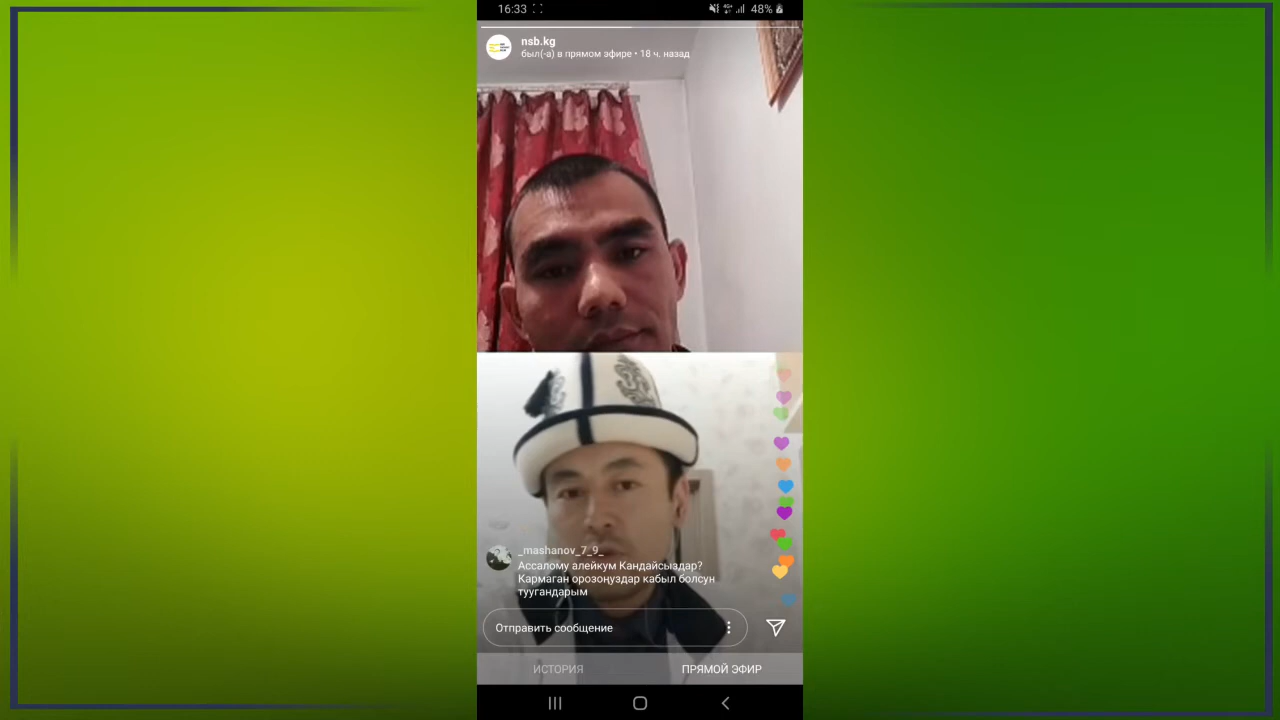 16:33
48%
nsb.kg
был(-а) в прямом эфире • 18 ч. назад
_mashanov_7_9_
Ассалому алейкум Кандайсыздар?
Кармаган орозоңуздар кабыл болсун
туугандарым
Отправить сообщение
ИСТОРИЯ
ПРЯМОЙ ЭФИР